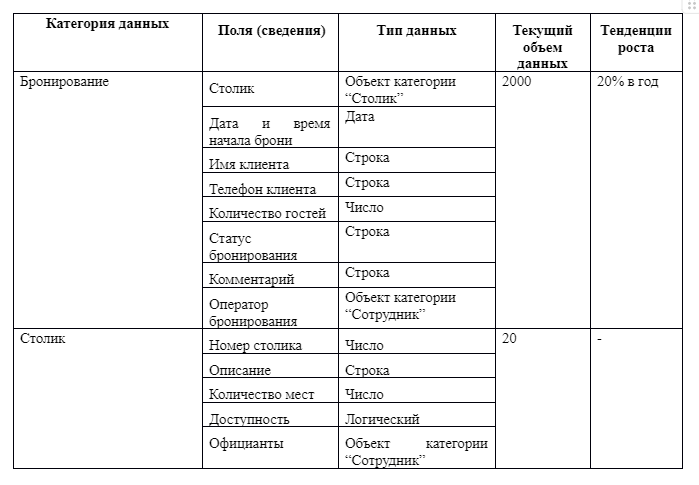 Категория данных
Поля (сведения)
Тип данных
Текущий
объем
данных
Тенденции
роста
Бронирование
Столик
Объект категории
“Столик”
2000
20% в год
Дата и время
начала брони
Дата
Имя клиента
Строка
Телефон клиента
Строка
Количество гостей
Число
Статус
бронирования
Строка
Комментарий
Строка
Оператор
бронирования
Объект категории
“Сотрудник”
Столик
Номер столика
Число
20
-
Описание
Строка
Количество мест
Число
Доступность
Логический
Официанты
Объект категории
“Сотрудник”